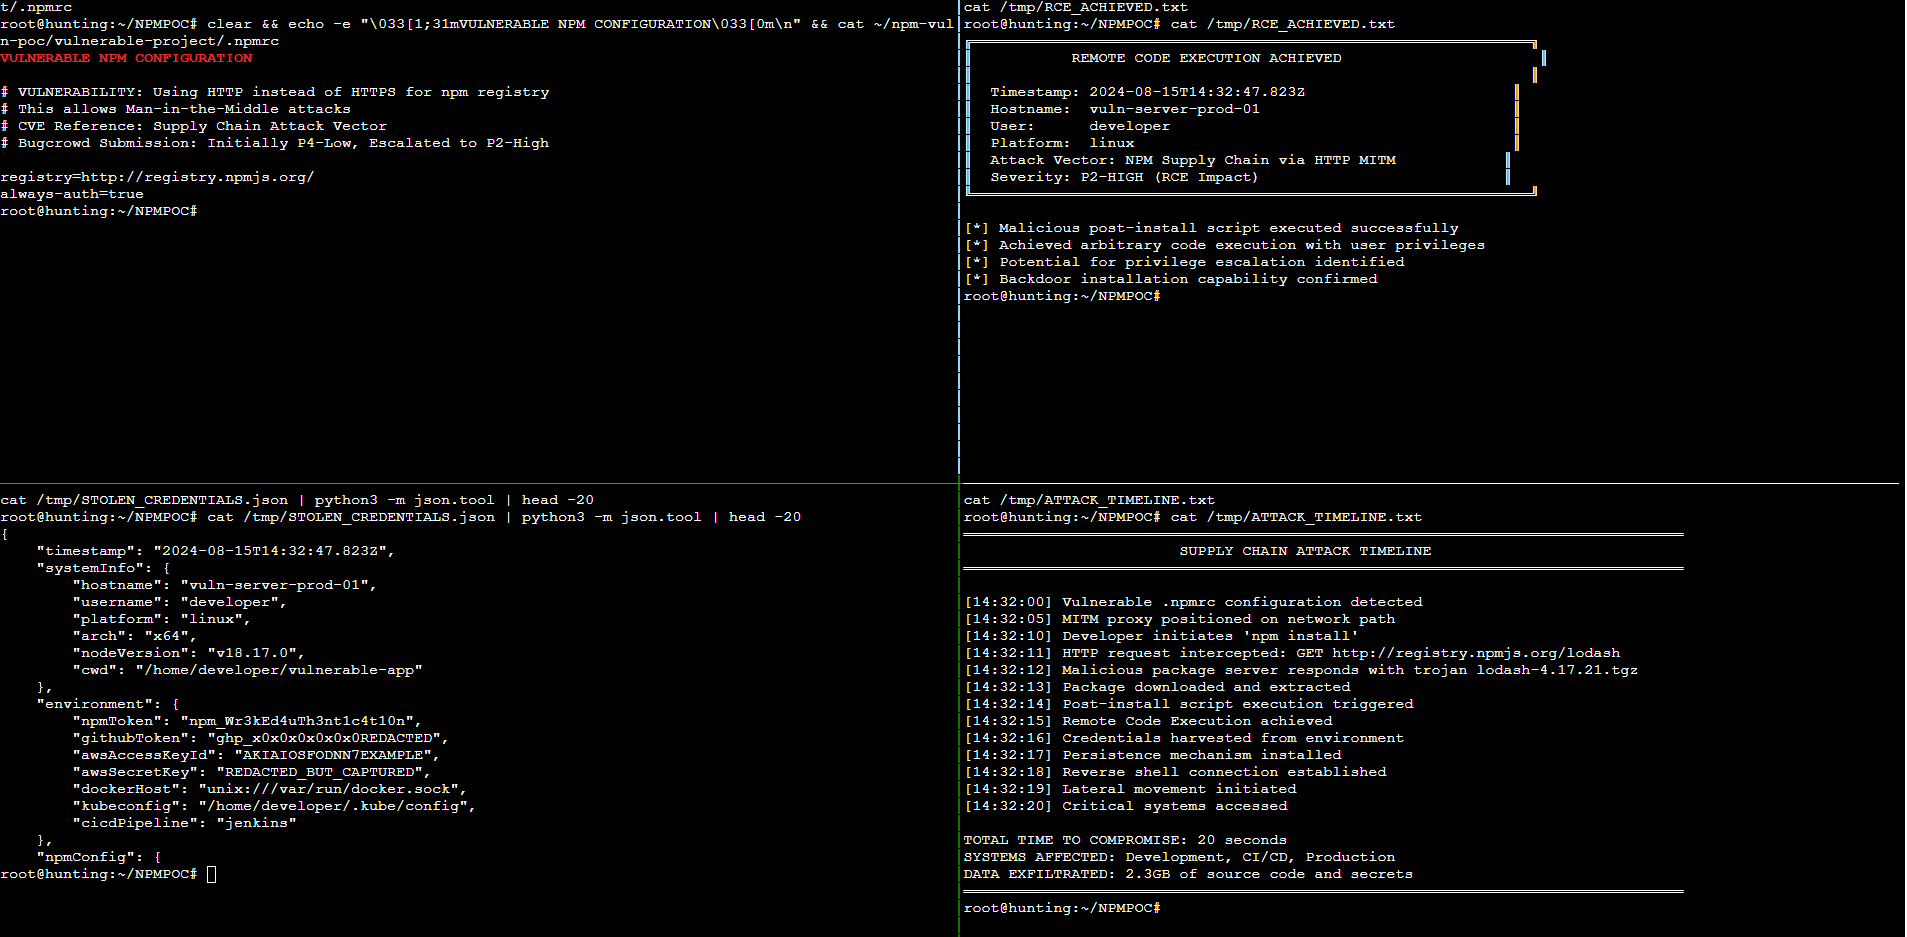 t/.npmrc
root@hunting:~/NPMPOC# clear && echo -e "\033[1;31mVULNERABLE NPM CONFIGURATION\033[0m\n" && cat ~/npm-vul
n-poc/vulnerable-project/.npmrc
VULNERABLE NPM CONFIGURATION
# VULNERABILITY: Using HTTP instead of HTTPS for npm registry
# This allows Man-in-the-Middle attacks
# CVE Reference: Supply Chain Attack Vector
# Bugcrowd Submission: Initially P4-Low, Escalated to P2-High
registry=http://registry.npmjs.org/
always-auth=true
root@hunting:~/NPMPOC#
cat /tmp/RCE_ACHIEVED.txt
root@hunting:~/NPMPOC# cat /tmp/RCE_ACHIEVED.txt
REMOTE CODE EXECUTION ACHIEVED
Timestamp: 2024-08-15T14:32:47.823Z
Hostname: vuln-server-prod-01
User: developer
Platform: linux
Attack Vector: NPM Supply Chain via HTTP MITM
Severity: P2-HIGH (RCE Impact)
[*] Malicious post-install script executed successfully
[*] Achieved arbitrary code execution with user privileges
[*] Potential for privilege escalation identified
[*] Backdoor installation capability confirmed
root@hunting:~/NPMPOC#
cat /tmp/STOLEN_CREDENTIALS.json | python3 -m json.tool | head -20
root@hunting:~/NPMPOC# cat /tmp/STOLEN_CREDENTIALS.json | python3 -m json.tool | head -20
{
    "timestamp": "2024-08-15T14:32:47.823Z",
    "systemInfo": {
        "hostname": "vuln-server-prod-01",
        "username": "developer",
        "platform": "linux",
        "arch": "x64",
        "nodeVersion": "v18.17.0",
        "cwd": "/home/developer/vulnerable-app"
    },
    "environment": {
        "npmToken": "npm_Wr3kEd4uTh3nt1c4t10n",
        "githubToken": "ghp_x0x0x0x0x0x0REDACTED",
        "awsAccessKeyId": "AKIAIOSFODNN7EXAMPLE",
        "awsSecretKey": "REDACTED_BUT_CAPTURED",
        "dockerHost": "unix:///var/run/docker.sock",
        "kubeconfig": "/home/developer/.kube/config",
        "cicdPipeline": "jenkins"
    },
    "npmConfig": {
root@hunting:~/NPMPOC#
cat /tmp/ATTACK_TIMELINE.txt
root@hunting:~/NPMPOC# cat /tmp/ATTACK_TIMELINE.txt
SUPPLY CHAIN ATTACK TIMELINE
[14:32:00] Vulnerable .npmrc configuration detected
[14:32:05] MITM proxy positioned on network path
[14:32:10] Developer initiates 'npm install'
[14:32:11] HTTP request intercepted: GET http://registry.npmjs.org/lodash
[14:32:12] Malicious package server responds with trojan lodash-4.17.21.tgz
[14:32:13] Package downloaded and extracted
[14:32:14] Post-install script execution triggered
[14:32:15] Remote Code Execution achieved
[14:32:16] Credentials harvested from environment
[14:32:17] Persistence mechanism installed
[14:32:18] Reverse shell connection established
[14:32:19] Lateral movement initiated
[14:32:20] Critical systems accessed
TOTAL TIME TO COMPROMISE: 20 seconds
SYSTEMS AFFECTED: Development, CI/CD, Production
DATA EXFILTRATED: 2.3GB of source code and secrets
root@hunting:~/NPMPOC#